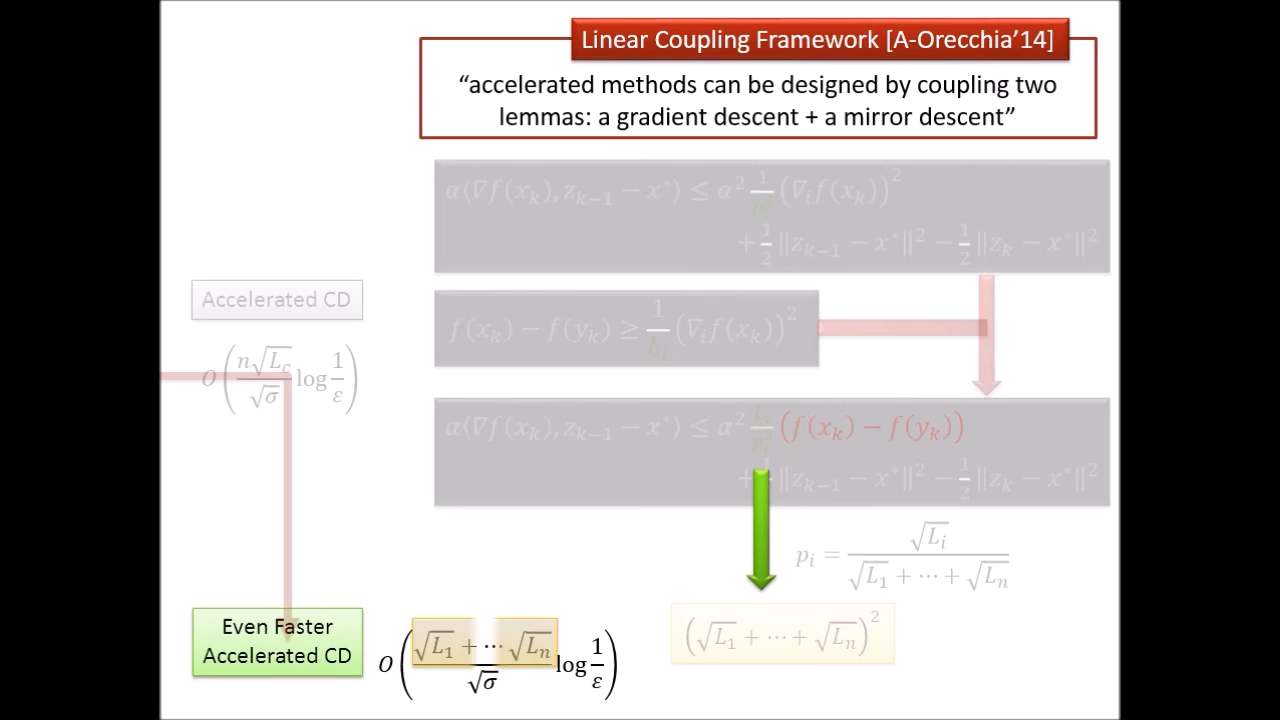 Linear Coupling Framework [A-Orecchia'14]
“accelerated methods can be designed by coupling two
lemmas: a gradient descent + a mirror descent”
α⟨∇f(x_k), z_{k−1} − x*⟩ ≤ α² 1/p_i² (∇_i f(x_k))²
+ 1/2 ‖z_{k−1} − x*‖² − 1/2 ‖z_k − x*‖²
Accelerated CD
f(x_k) − f(y_k) ≥ 1/L_i (∇_i f(x_k))²
O(n√L_c/√σ log 1/ε)
α⟨∇f(x_k), z_{k−1} − x*⟩ ≤ α² L_i/p_i² (f(x_k) − f(y_k))
+ 1/2 ‖z_{k−1} − x*‖² − 1/2 ‖z_k − x*‖²
p_i = √L_i / (√L_1 + ⋯ + √L_n)
Even Faster
Accelerated CD
O((√L_1 + ⋯ √L_n)/√σ log 1/ε)
(√L_1 + ⋯ + √L_n)²